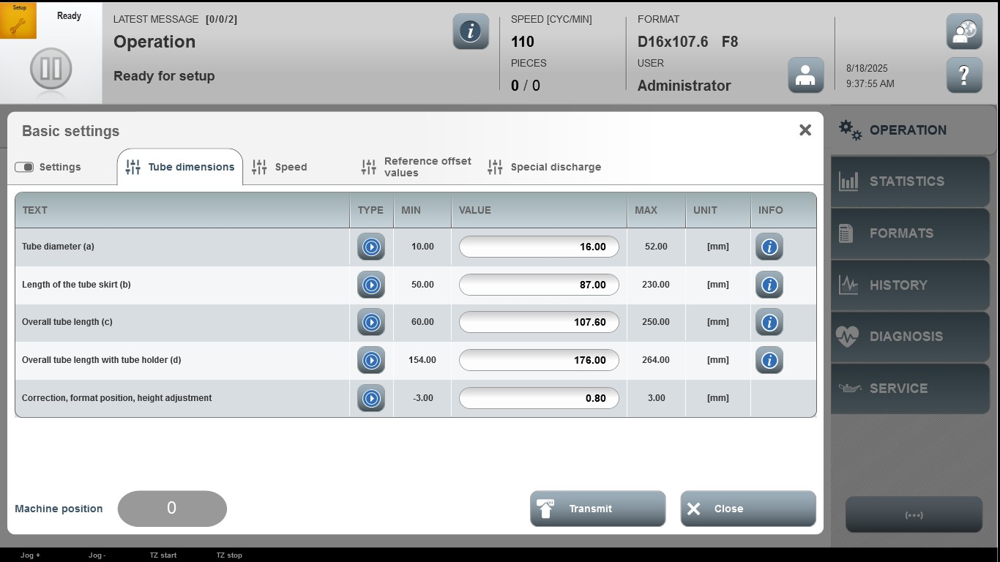 Setup
Ready
LATEST MESSAGE [0/0/2]
Operation
Ready for setup
SPEED [CYC/MIN]
110
PIECES
0 / 0
FORMAT
D16x107.6 F8
USER
Administrator
8/18/2025
9:37:55 AM
?
Basic settings
Settings
Tube dimensions
Speed
Reference offset
values
Special discharge
TEXT TYPE MIN VALUE MAX UNIT INFO
Tube diameter (a) 10.00 16.00 52.00 [mm] i
Length of the tube skirt (b) 50.00 87.00 230.00 [mm] i
Overall tube length (c) 60.00 107.60 250.00 [mm] i
Overall tube length with tube holder (d) 154.00 176.00 264.00 [mm] i
Correction, format position, height adjustment -3.00 0.80 3.00 [mm]
Machine position 0
Transmit
Close
OPERATION
STATISTICS
FORMATS
HISTORY
DIAGNOSIS
SERVICE
(•••)
Jog + Jog - TZ start TZ stop